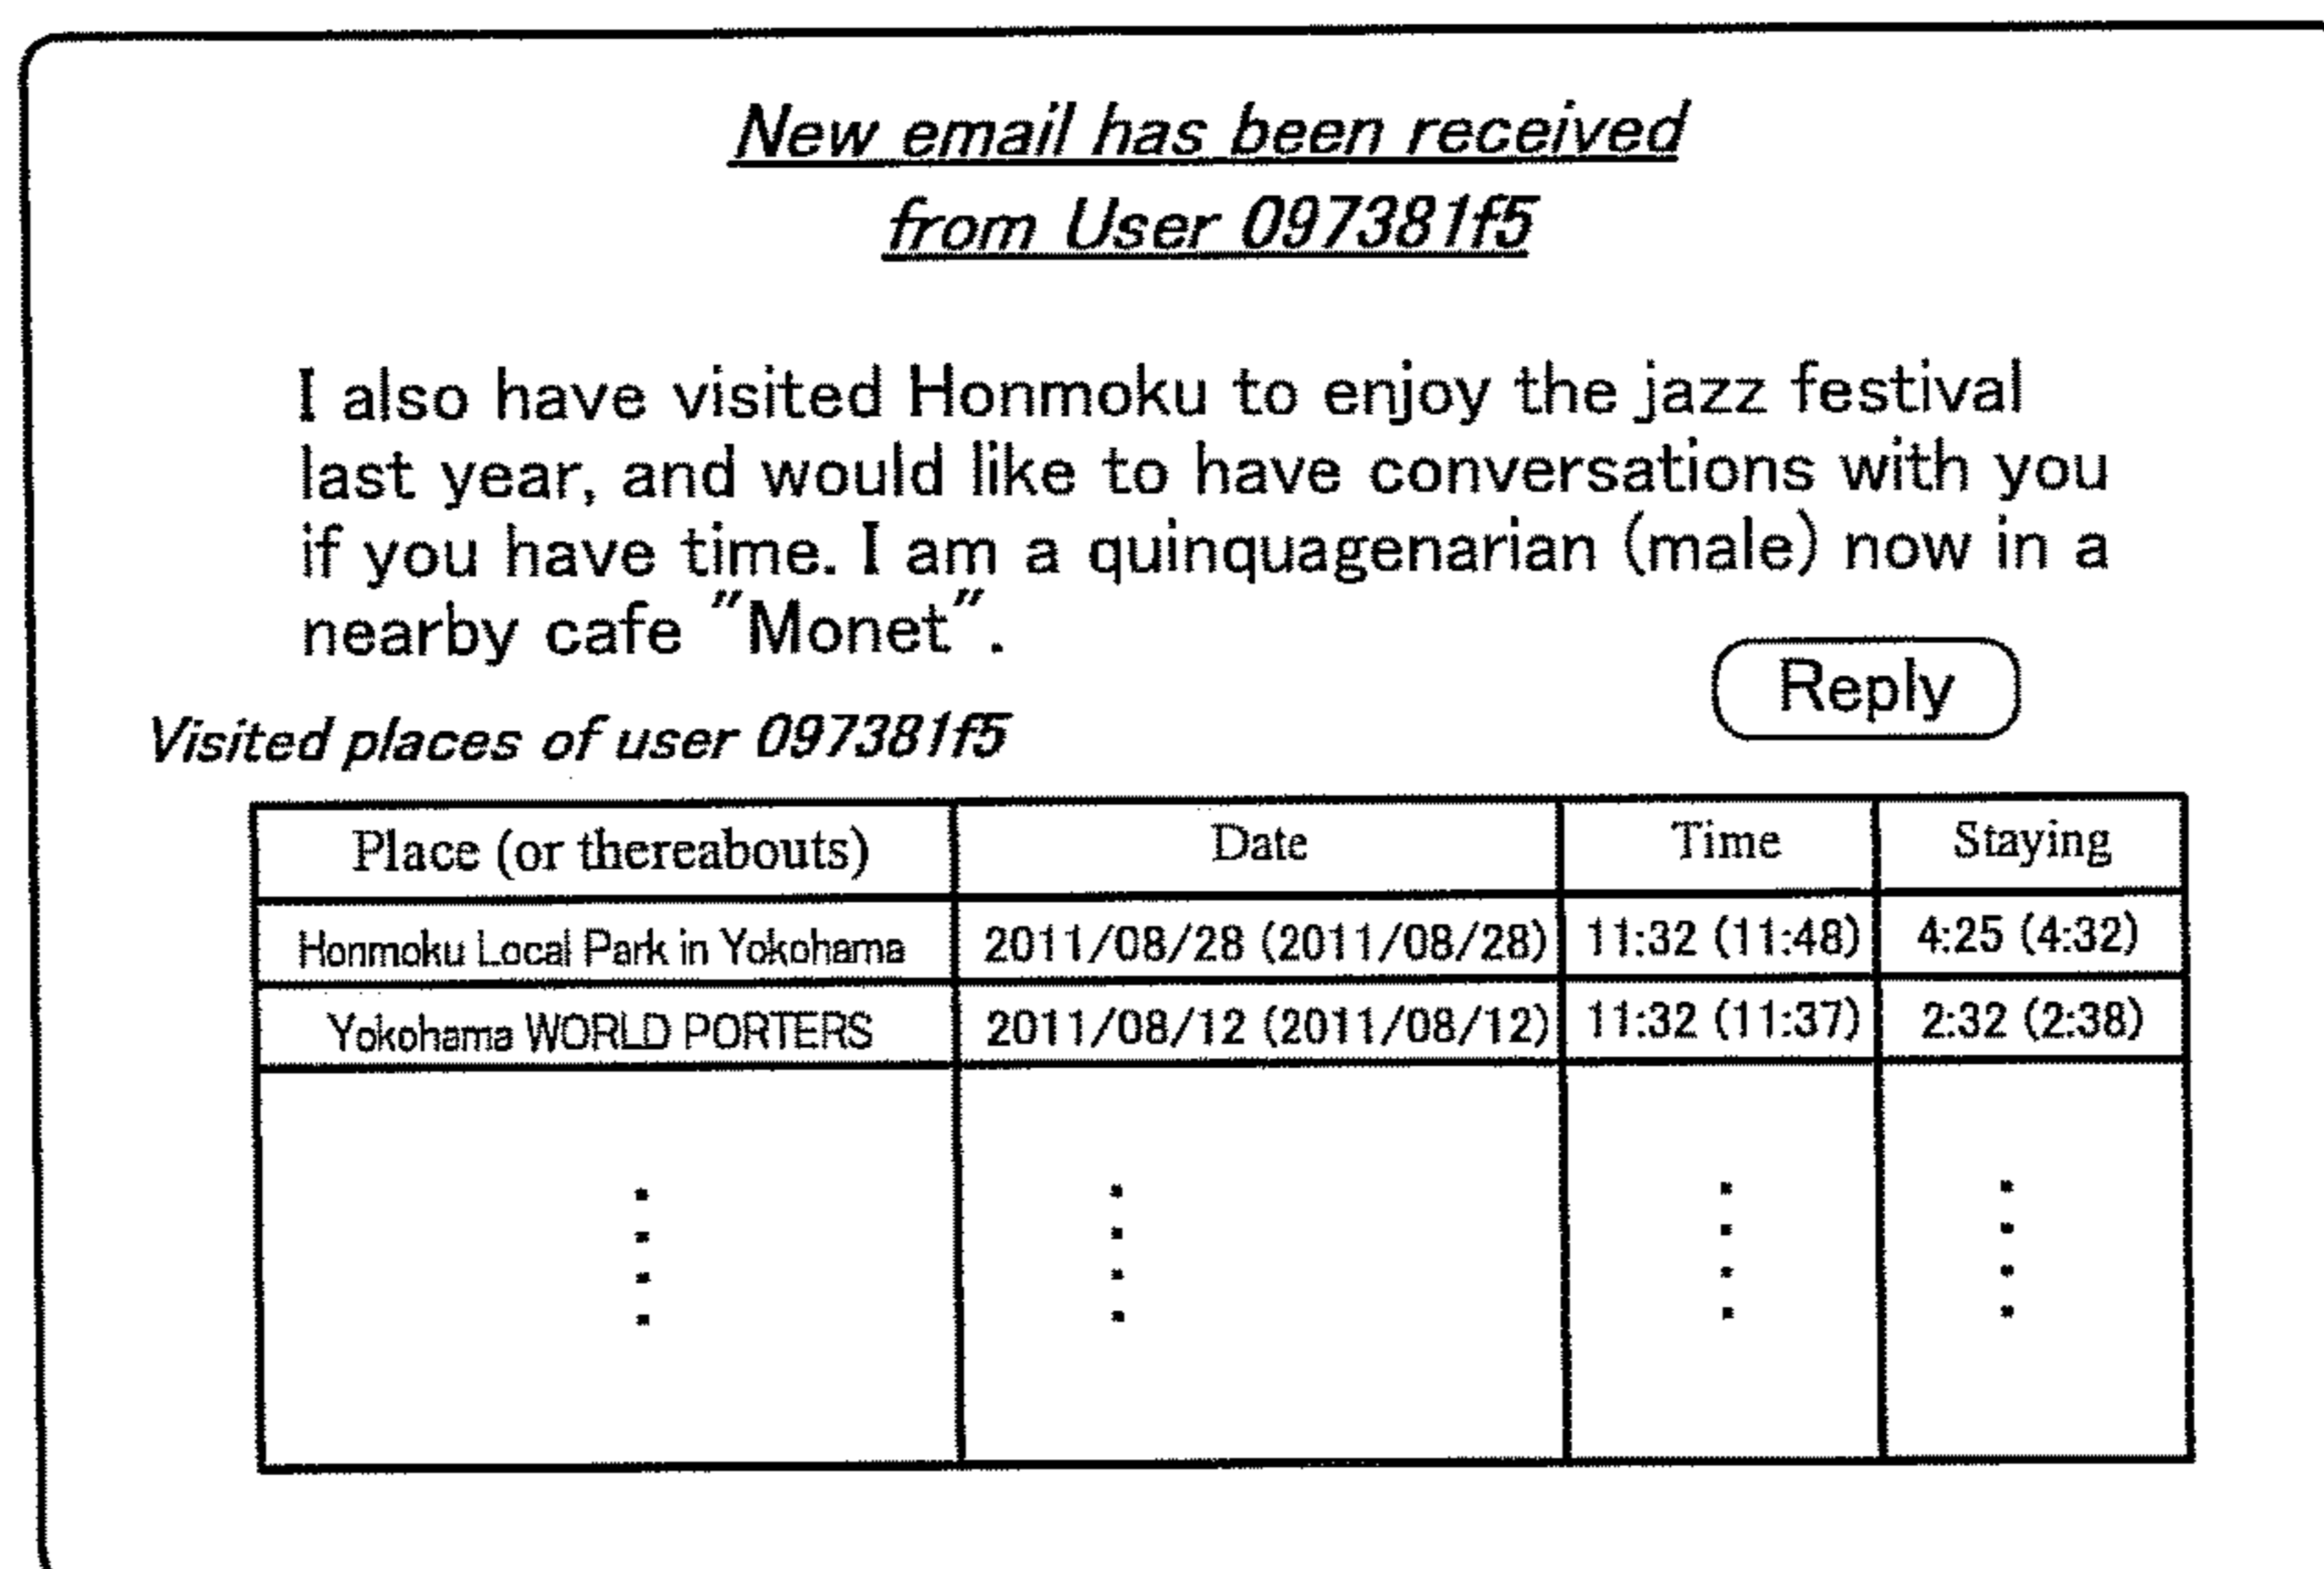 New email has been received
from User 097381f5
I also have visited Honmoku to enjoy the jazz festival
last year, and would like to have conversations with you
if you have time. I am a quinquagenarian (male) now in a
nearby cafe "Monet".
Reply
Visited places of user 097381f5
Place (or thereabouts) Date Time Staying
Honmoku Local Park in Yokohama 2011/08/28 (2011/08/28) 11:32 (11:48) 4:25 (4:32)
Yokohama WORLD PORTERS 2011/08/12 (2011/08/12) 11:32 (11:37) 2:32 (2:38)